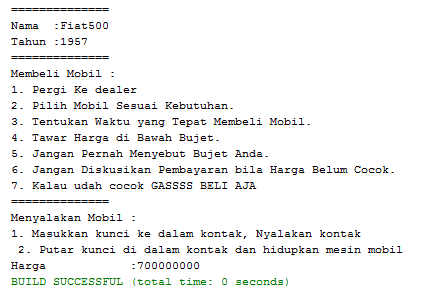 ==============
Nama  :Fiat500
Tahun :1957
==============
Membeli Mobil :
1. Pergi Ke dealer
2. Pilih Mobil Sesuai Kebutuhan.
3. Tentukan Waktu yang Tepat Membeli Mobil.
4. Tawar Harga di Bawah Bujet.
5. Jangan Pernah Menyebut Bujet Anda.
6. Jangan Diskusikan Pembayaran bila Harga Belum Cocok.
7. Kalau udah cocok GASSSS BELI AJA
==============
Menyalakan Mobil :
1. Masukkan kunci ke dalam kontak, Nyalakan kontak
 2. Putar kunci di dalam kontak dan hidupkan mesin mobil
Harga            :700000000
BUILD SUCCESSFUL (total time: 0 seconds)